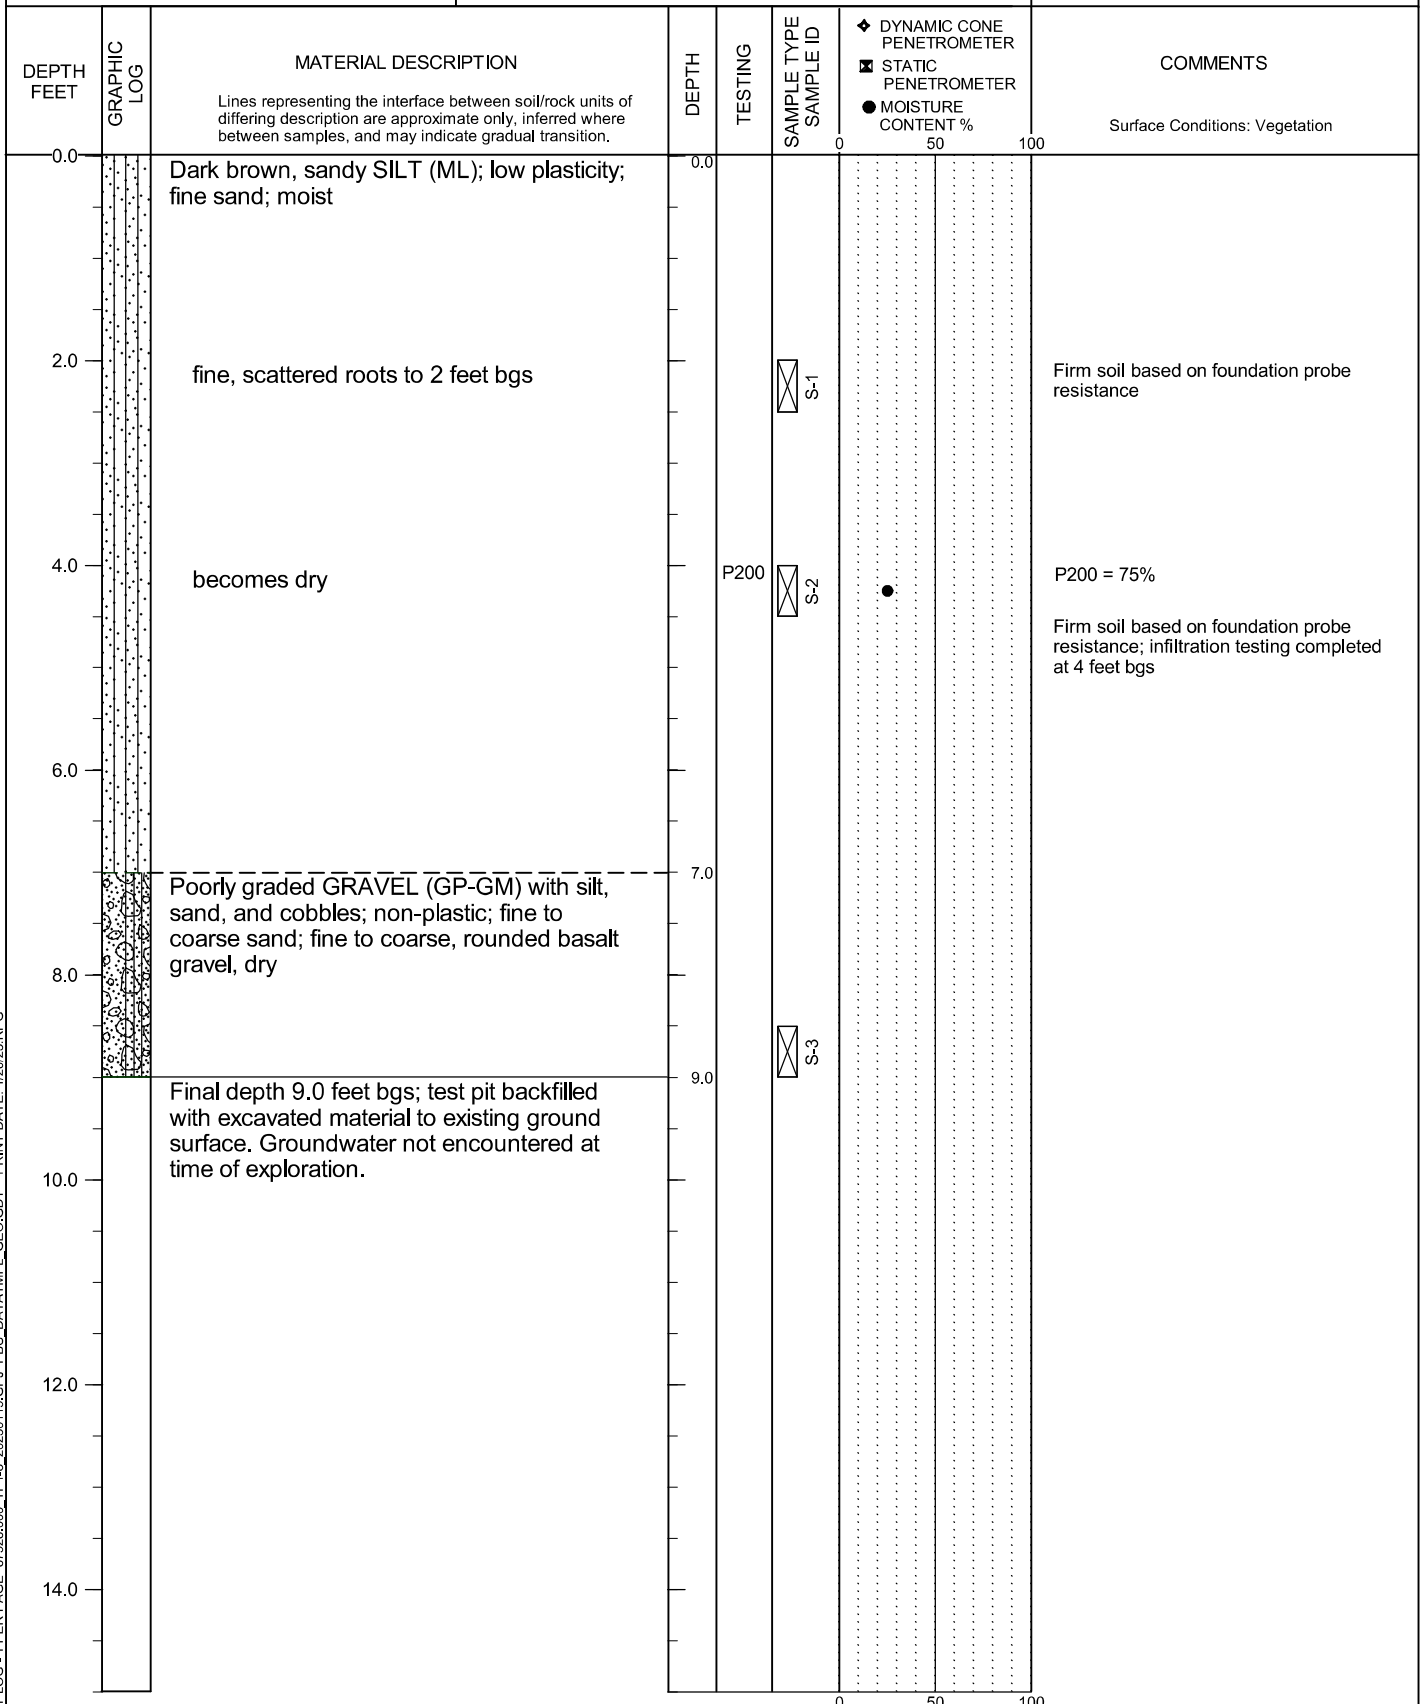 DEPTH
FEET
GRAPHIC
LOG
MATERIAL DESCRIPTION
Lines representing the interface between soil/rock units of
differing description are approximate only, inferred where
between samples, and may indicate gradual transition.
DEPTH
TESTING
SAMPLE TYPE
SAMPLE ID
DYNAMIC CONE
PENETROMETER
STATIC
PENETROMETER
MOISTURE
CONTENT %
0 50 100
COMMENTS
Surface Conditions: Vegetation
0.0
Dark brown, sandy SILT (ML); low plasticity;
fine sand; moist
0.0
2.0
fine, scattered roots to 2 feet bgs
S-1
Firm soil based on foundation probe
resistance
4.0
becomes dry
P200
S-2
P200 = 75%
Firm soil based on foundation probe
resistance; infiltration testing completed
at 4 feet bgs
6.0
7.0
Poorly graded GRAVEL (GP-GM) with silt,
sand, and cobbles; non-plastic; fine to
coarse sand; fine to coarse, rounded basalt
gravel, dry
8.0
S-3
9.0
Final depth 9.0 feet bgs; test pit backfilled
with excavated material to existing ground
surface. Groundwater not encountered at
time of exploration.
10.0
12.0
14.0
0 50 100